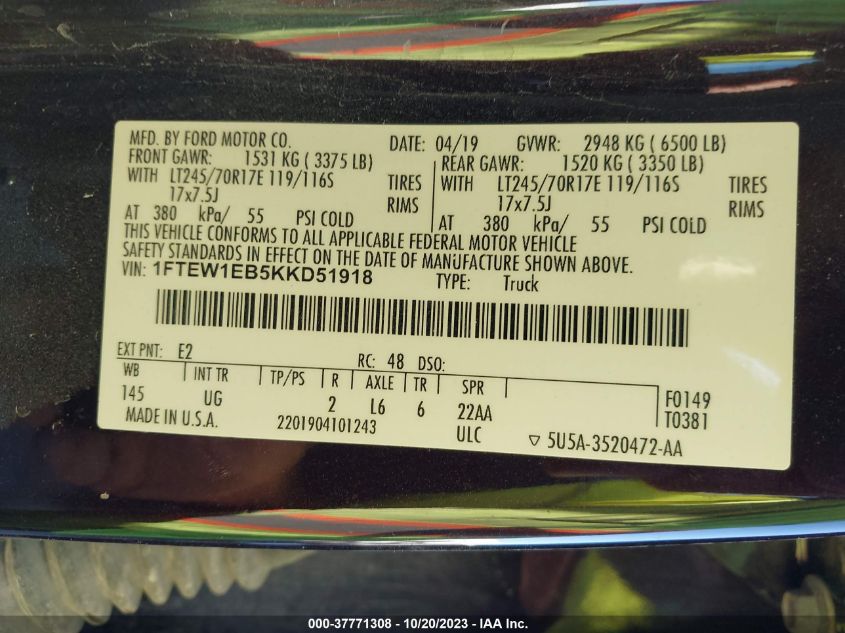 MFD. BY FORD MOTOR CO. DATE: 04/19 GVWR: 2948 KG ( 6500 LB)
FRONT GAWR: 1531 KG ( 3375 LB) REAR GAWR: 1520 KG ( 3350 LB)
WITH LT245/70R17E 119/116S TIRES WITH LT245/70R17E 119/116S TIRES
17x7.5J RIMS 17x7.5J RIMS
AT 380 kPa/ 55 PSI COLD AT 380 kPa/ 55 PSI COLD
THIS VEHICLE CONFORMS TO ALL APPLICABLE FEDERAL MOTOR VEHICLE
SAFETY STANDARDS IN EFFECT ON THE DATE OF MANUFACTURE SHOWN ABOVE.
VIN: 1FTEW1EB5KKD51918 TYPE: Truck
EXT PNT: E2 RC: 48 DSO:
WB INT TR TP/PS R AXLE TR SPR
145 UG 2 L6 6 22AA F0149
MADE IN U.S.A. 2201904101243 ULC T0381
▽ 5U5A-3520472-AA
000-37771308 - 10/20/2023 - IAA Inc.